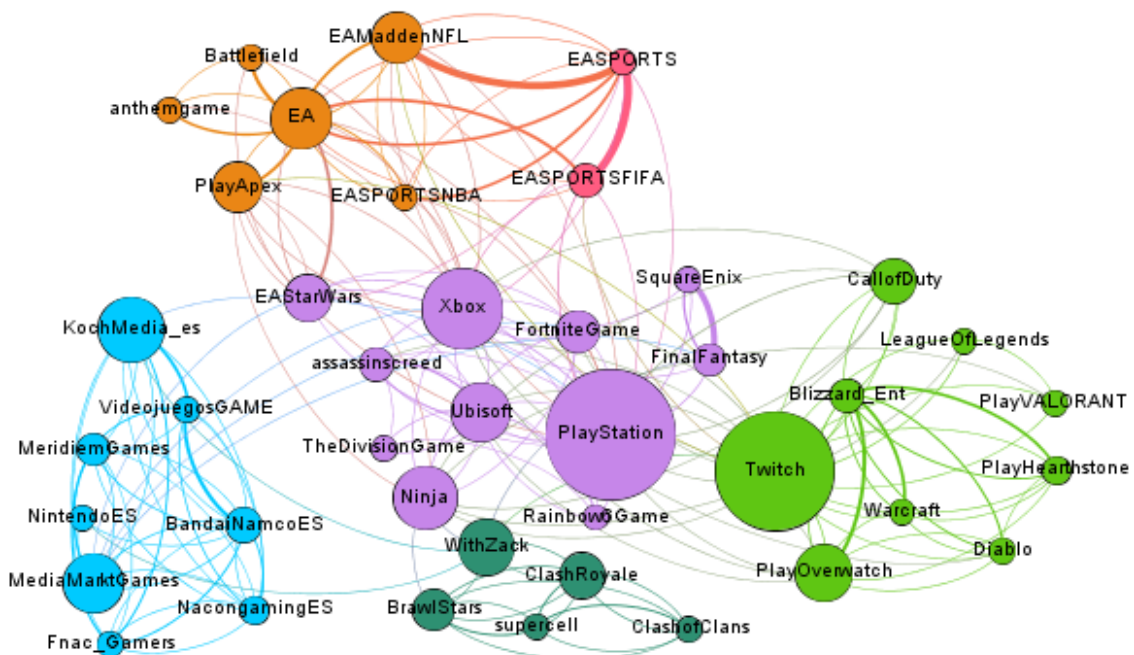 EAMaddenNFL
Battlefield
EASPORTS
anthemgame
EA
PlayApex
EASPORTSNBA
EASPORTSFIFA
SquareEnix
CallofDuty
EAStarWars
Xbox
KochMedia_es
FortniteGame
LeagueOfLegends
assassinscreed
FinalFantasy
Blizzard_Ent
PlayVALORANT
VideojuegosGAME
Ubisoft
PlayStation
TheDivisionGame
MeridiemGames
Twitch
PlayHearthstone
Ninja
NintendoES
BandaiNamcoES
Rainbow6Game
Warcraft
WithZack
Diablo
PlayOverwatch
MediaMarktGames
ClashRoyale
NacongamingES
BrawlStars
supercell
ClashofClans
Fnac_Gamers